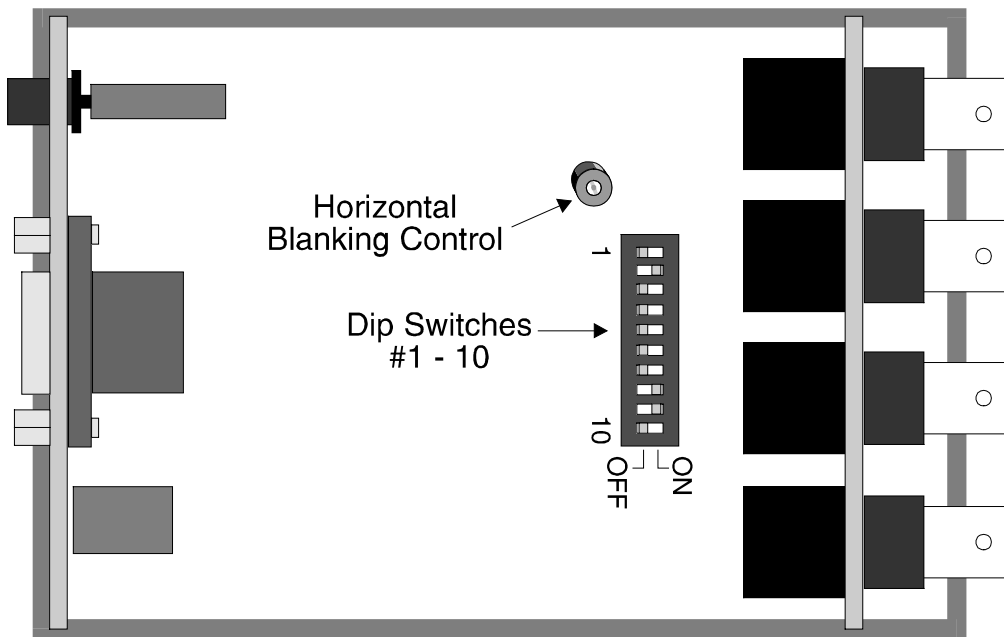 Horizontal
Blanking Control
1
Dip Switches
#1 - 10
10
OFF
ON